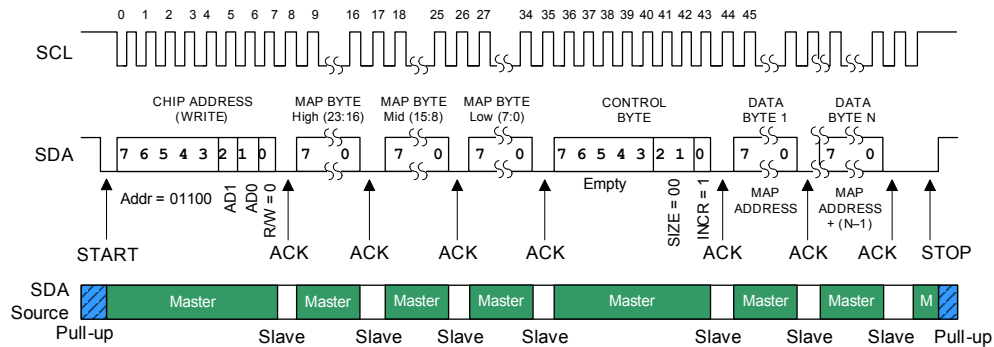 0 1 2 3 4 5 6 7 8 9 16 17 18 25 26 27 34 35 36 37 38 39 40 41 42 43 44 45
SCL
CHIP ADDRESS
(WRITE)
MAP BYTE
High (23:16)
MAP BYTE
Mid (15:8)
MAP BYTE
Low (7:0)
CONTROL
BYTE
DATA
BYTE 1
DATA
BYTE N
SDA
7 6 5 4 3 2 1 0
7 0
7 0
7 0
7 6 5 4 3 2 1 0
7 0
7 0
Addr = 01100
AD1
AD0
R/W = 0
Empty
SIZE = 00
INCR = 1
MAP
ADDRESS
MAP
ADDRESS
+ (N–1)
START
ACK
ACK
ACK
ACK
ACK
ACK
ACK
STOP
SDA
Source
Master
Master
Master
Master
Master
Master
Master
M
Pull-up
Slave
Slave
Slave
Slave
Slave
Slave
Slave
Pull-up